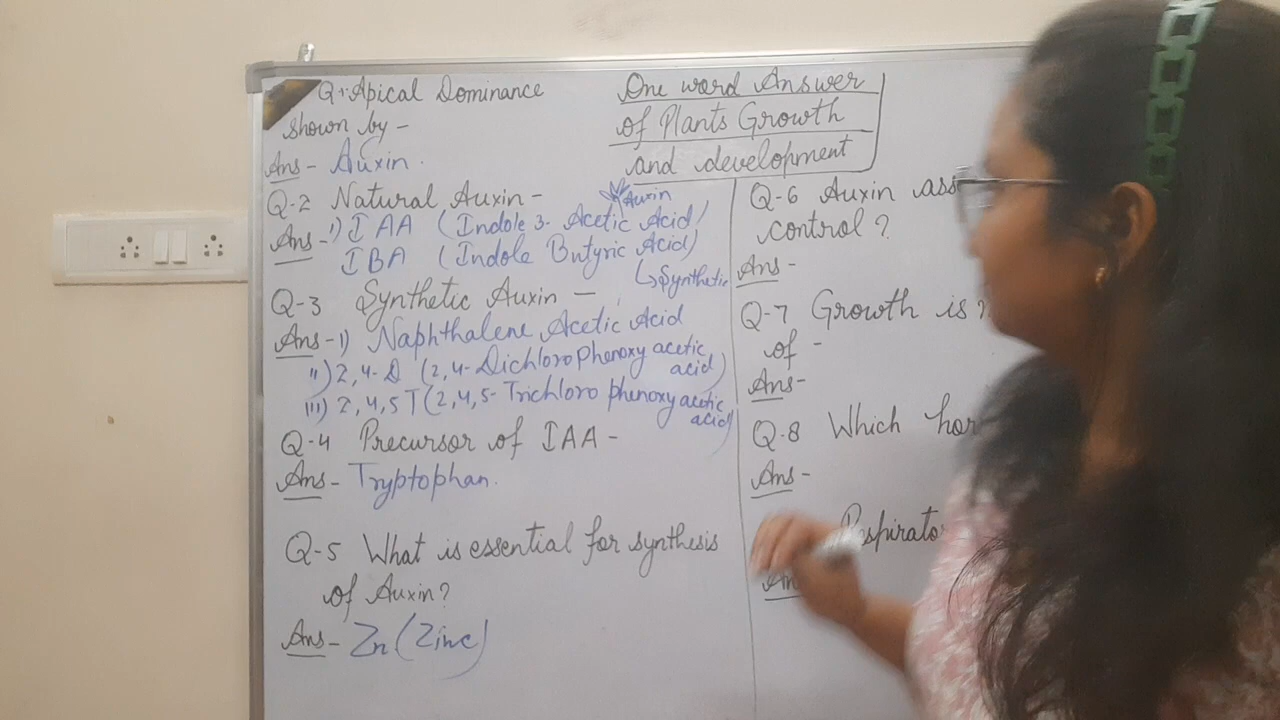 Q-1. Apical Dominance
shown by -
Ans - Auxin.
Q-2 Natural Auxin -
Ans - i) IAA (Indole 3- Acetic Acid)
Auxin
IBA (Indole Butyric Acid)
↳ Synthetic
Q-3 Synthetic Auxin -
Ans - i) Naphthalene Acetic Acid
ii) 2,4-D (2,4-Dichlorophenoxy acetic
acid)
iii) 2,4,5 T (2,4,5-Trichloro phenoxy acetic
acid)
Q-4 Precursor of IAA -
Ans - Tryptophan.
Q-5 What is essential for synthesis
of Auxin?
Ans - Zn (Zinc)
One word Answer
of Plants Growth
and development
Q-6 Auxin
control?
Ans -
Q-7 Growth is
of -
Ans -
Q-8 Which
Ans -